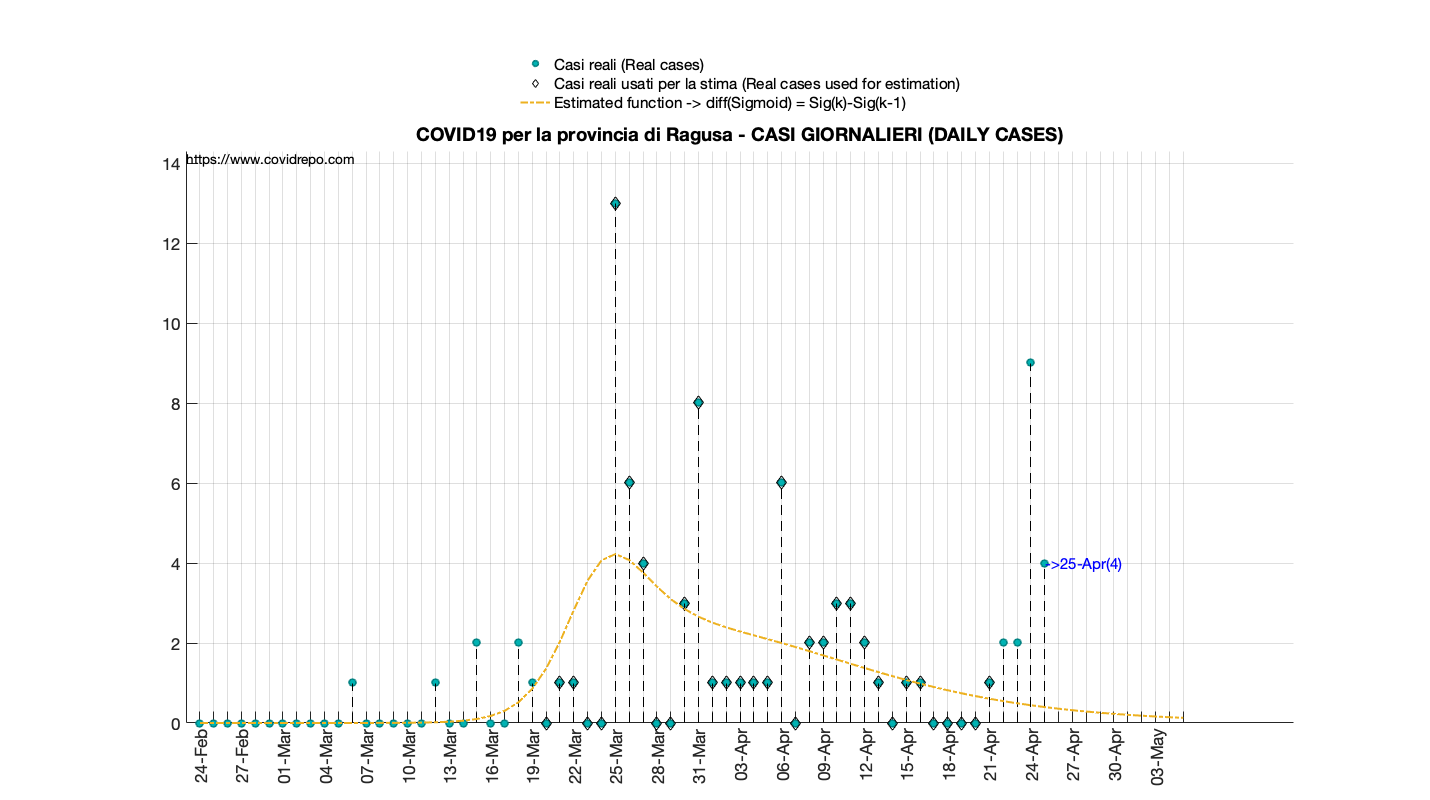 Casi reali (Real cases)
Casi reali usati per la stima (Real cases used for estimation)
Estimated function -> diff(Sigmoid) = Sig(k)-Sig(k-1)
COVID19 per la provincia di Ragusa - CASI GIORNALIERI (DAILY CASES)
https://www.covidrepo.com
14
12
10
8
6
4
2
0
->25-Apr(4)
24-Feb
27-Feb
01-Mar
04-Mar
07-Mar
10-Mar
13-Mar
16-Mar
19-Mar
22-Mar
25-Mar
28-Mar
31-Mar
03-Apr
06-Apr
09-Apr
12-Apr
15-Apr
18-Apr
21-Apr
24-Apr
27-Apr
30-Apr
03-May